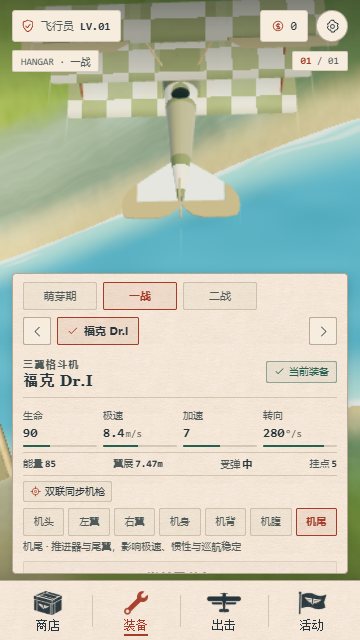 飞行员 LV.01
0
HANGAR · 一战
01 / 01
萌芽期
一战
二战
福克 Dr.I
三翼格斗机
福克 Dr.I
当前装备
生命
极速
加速
转向
90
8.4m/s
7
280°/s
能量85
翼展7.47m
受弹中
挂点5
双联同步机枪
机头
左翼
右翼
机身
机背
机膛
机尾
机尾 · 推进器与尾翼，影响极速、惯性与巡航稳定
商店
装备
出击
活动